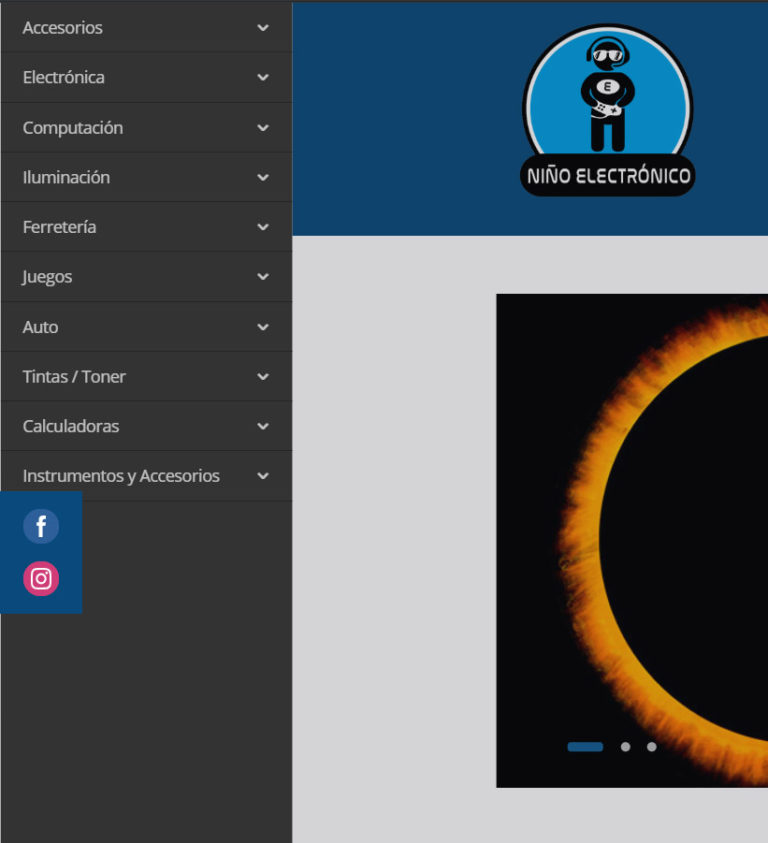 Accesorios
Electrónica
Computación
Iluminación
Ferretería
Juegos
Auto
Tintas / Toner
Calculadoras
Instrumentos y Accesorios
f
E
NIÑO ELECTRÓNICO